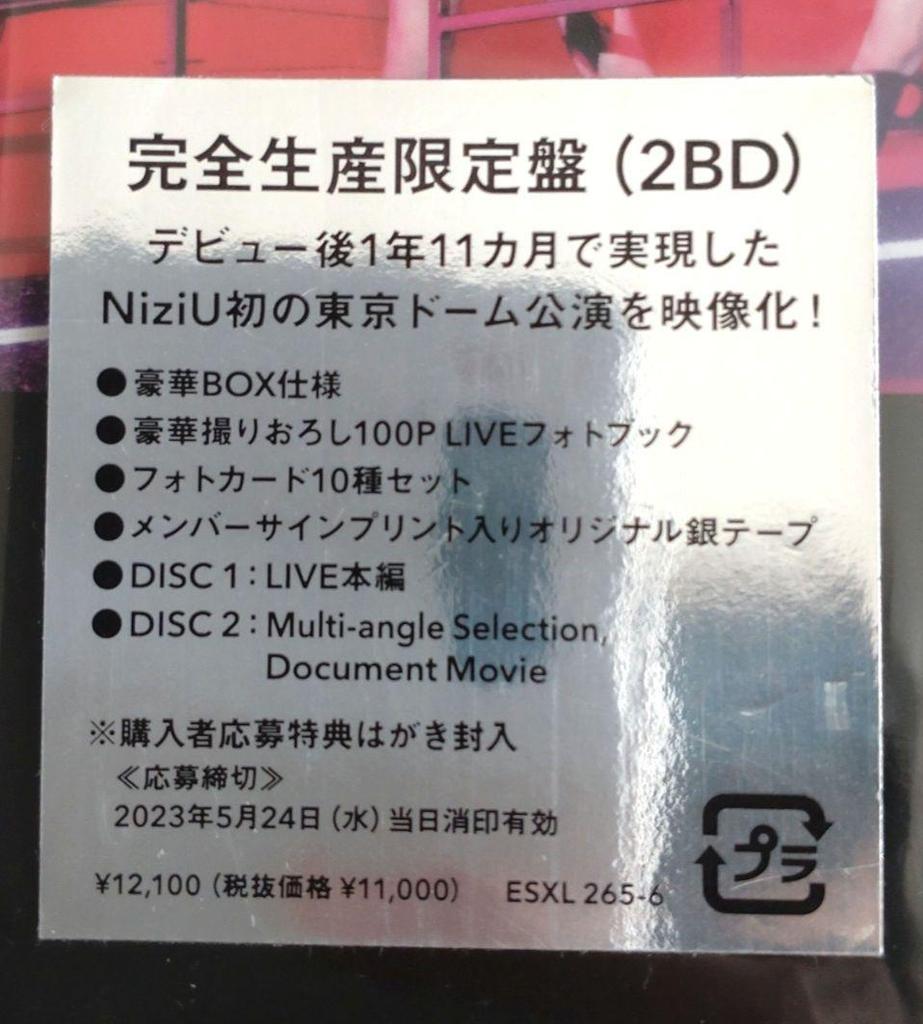 完全生産限定盤（2BD）
デビュー後1年11カ月で実現した
NiziU初の東京ドーム公演を映像化！
●豪華BOX仕様
●豪華撮りおろし100P LIVEフォトブック
●フォトカード10種セット
●メンバーサインプリント入りオリジナル銀テープ
●DISC 1：LIVE本編
●DISC 2：Multi-angle Selection,
Document Movie
※購入者応募特典はがき封入
≪応募締切≫
2023年5月24日（水）当日消印有効
¥12,100（税抜価格 ¥11,000） ESXL 265-6
プラ